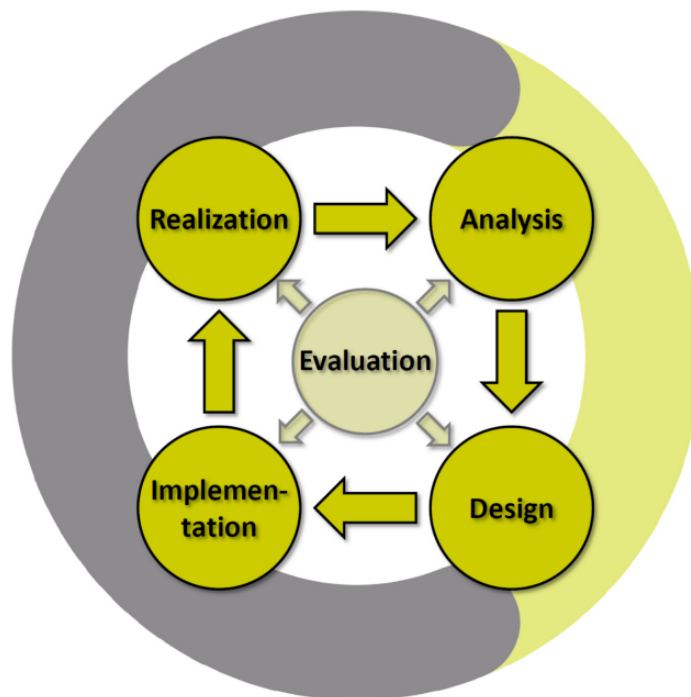 Realization
Analysis
Evaluation
Implemen-
tation
Design